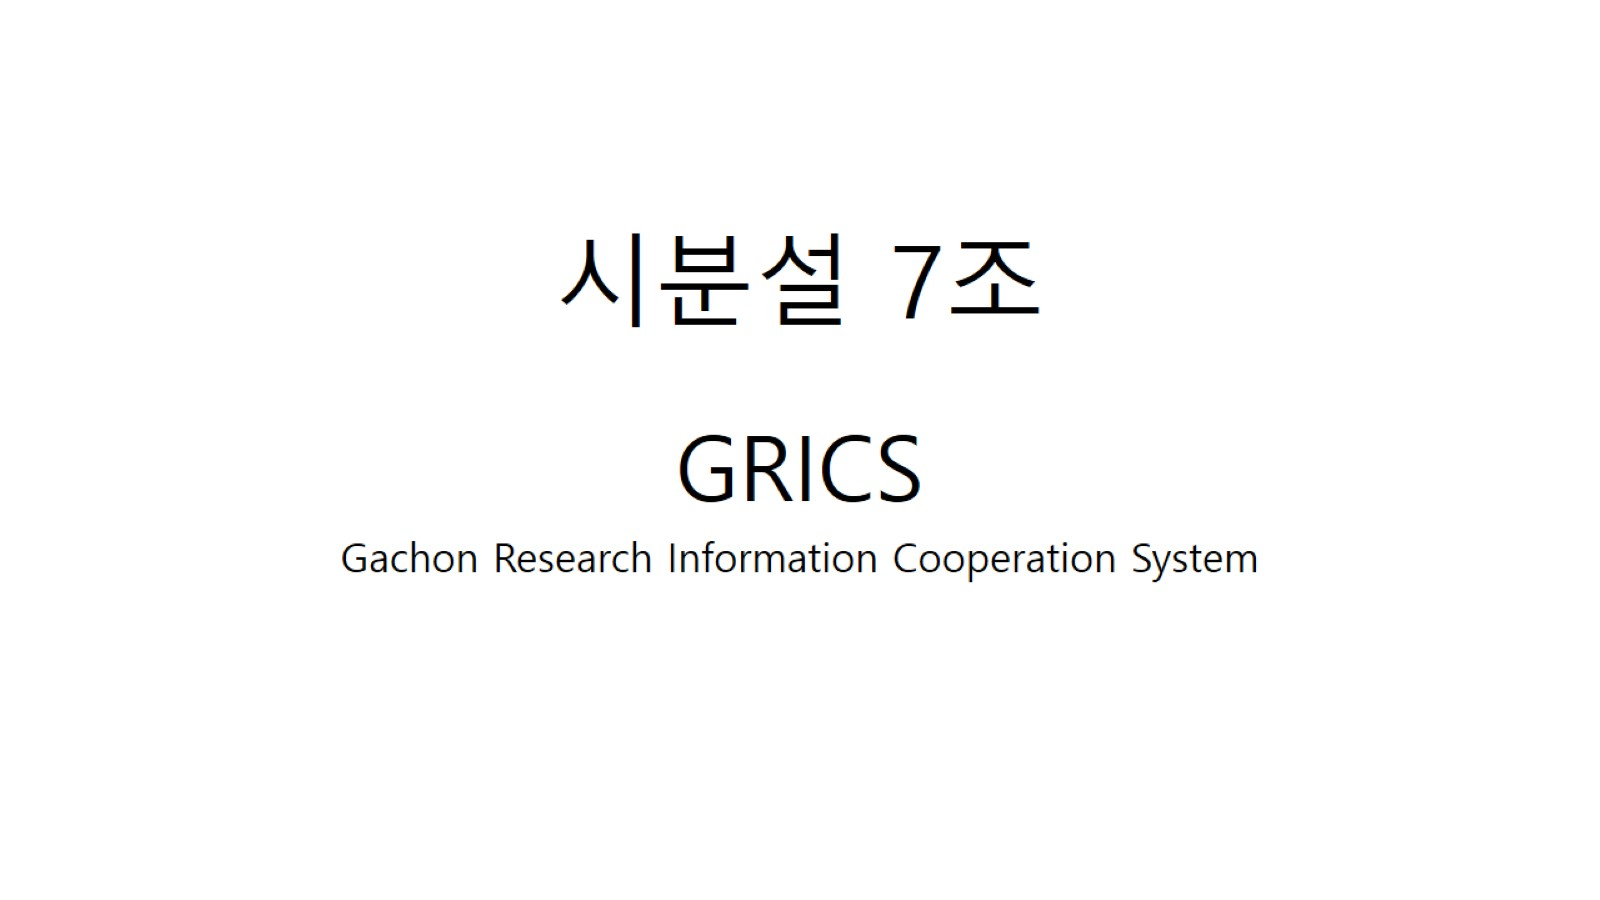 시분설 7조
GRICS
Gachon Research Information Cooperation System